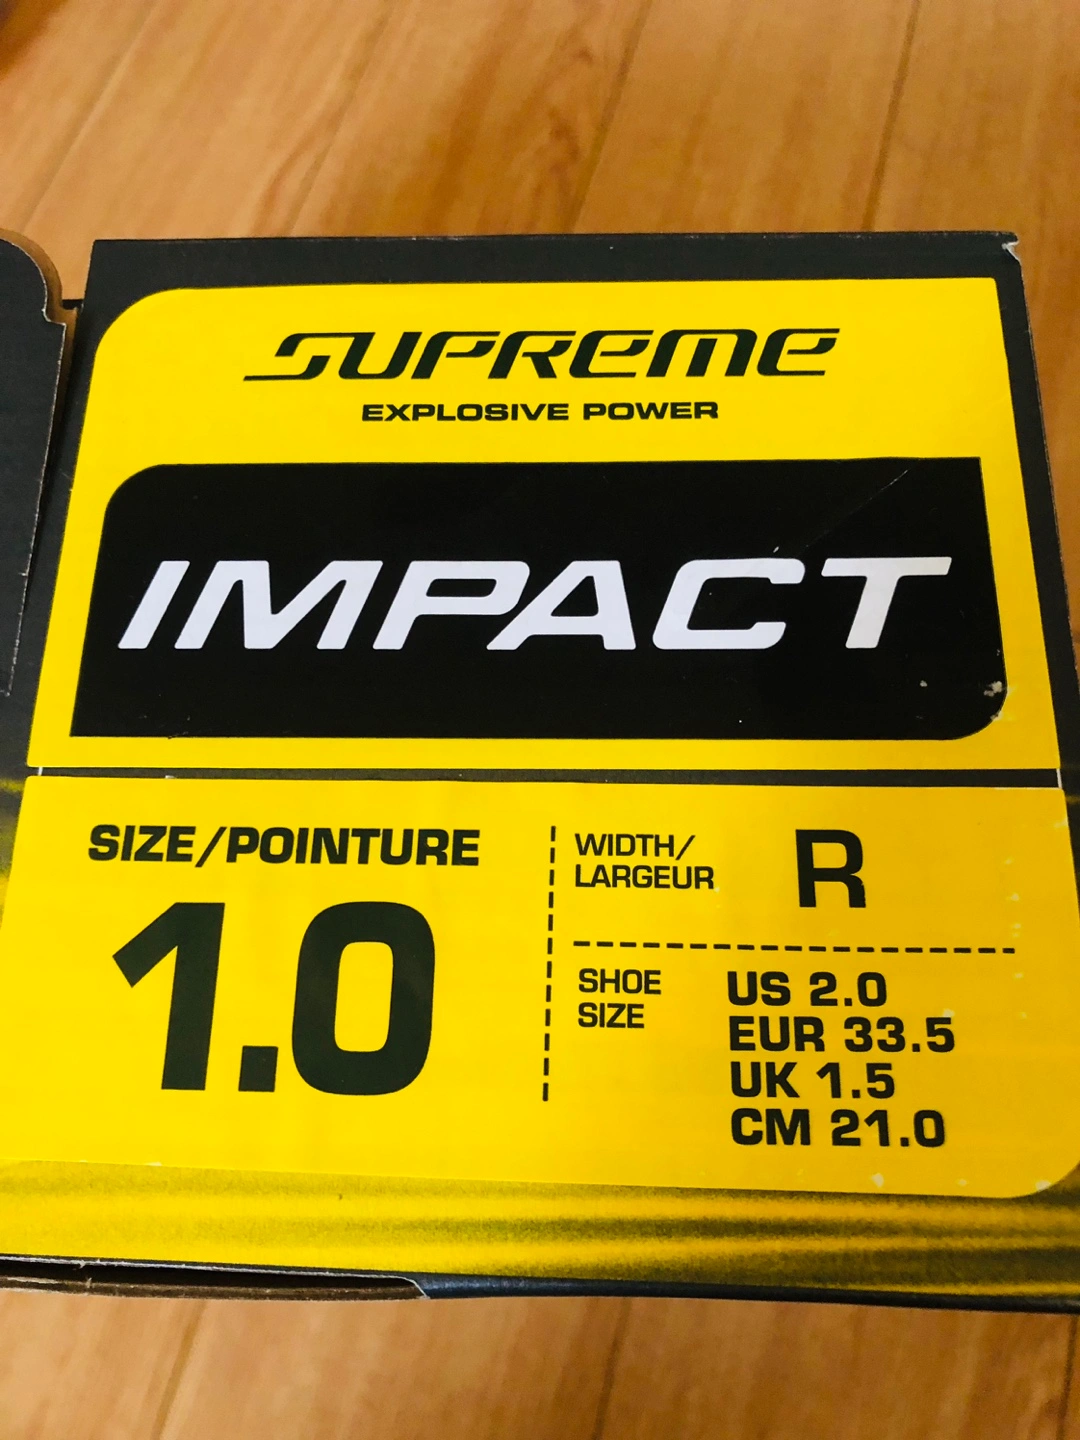 SUPREME
EXPLOSIVE POWER
IMPACT
SIZE/POINTURE
1.0
WIDTH/
LARGEUR
R
SHOE
SIZE
US 2.0
EUR 33.5
UK 1.5
CM 21.0